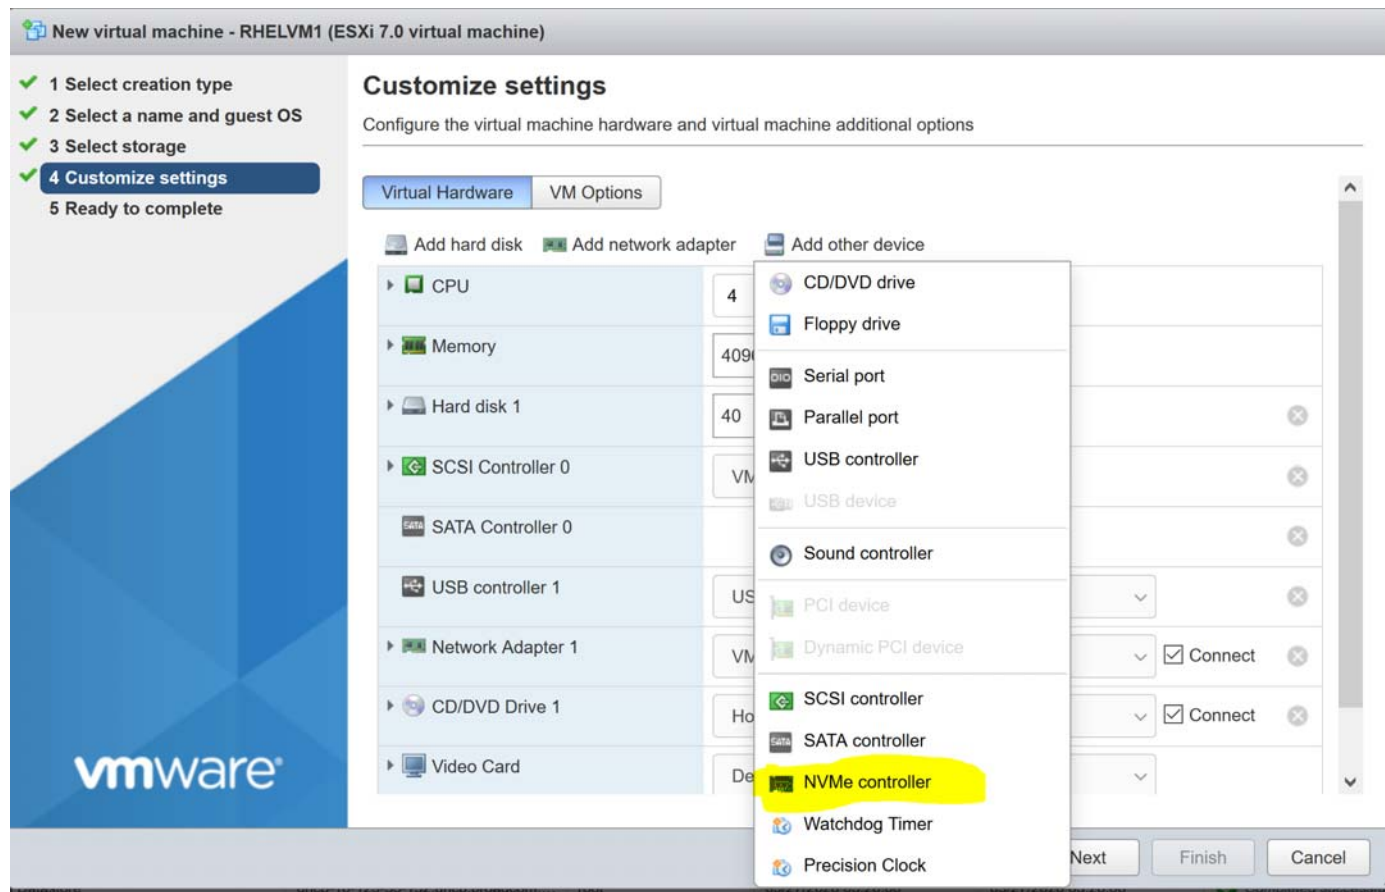 New virtual machine - RHELVM1 (ESXi 7.0 virtual machine)
1 Select creation type
2 Select a name and guest OS
3 Select storage
4 Customize settings
5 Ready to complete
vmware
Customize settings
Configure the virtual machine hardware and virtual machine additional options
Virtual Hardware VM Options
Add hard disk Add network adapter Add other device
CPU 4
Memory 409
Hard disk 1 40
SCSI Controller 0 VM
SATA Controller 0
USB controller 1 US
Network Adapter 1 VM Connect
CD/DVD Drive 1 Ho Connect
Video Card De
CD/DVD drive
Floppy drive
Serial port
Parallel port
USB controller
USB device
Sound controller
PCI device
Dynamic PCI device
SCSI controller
SATA controller
NVMe controller
Watchdog Timer
Precision Clock
Next Finish Cancel